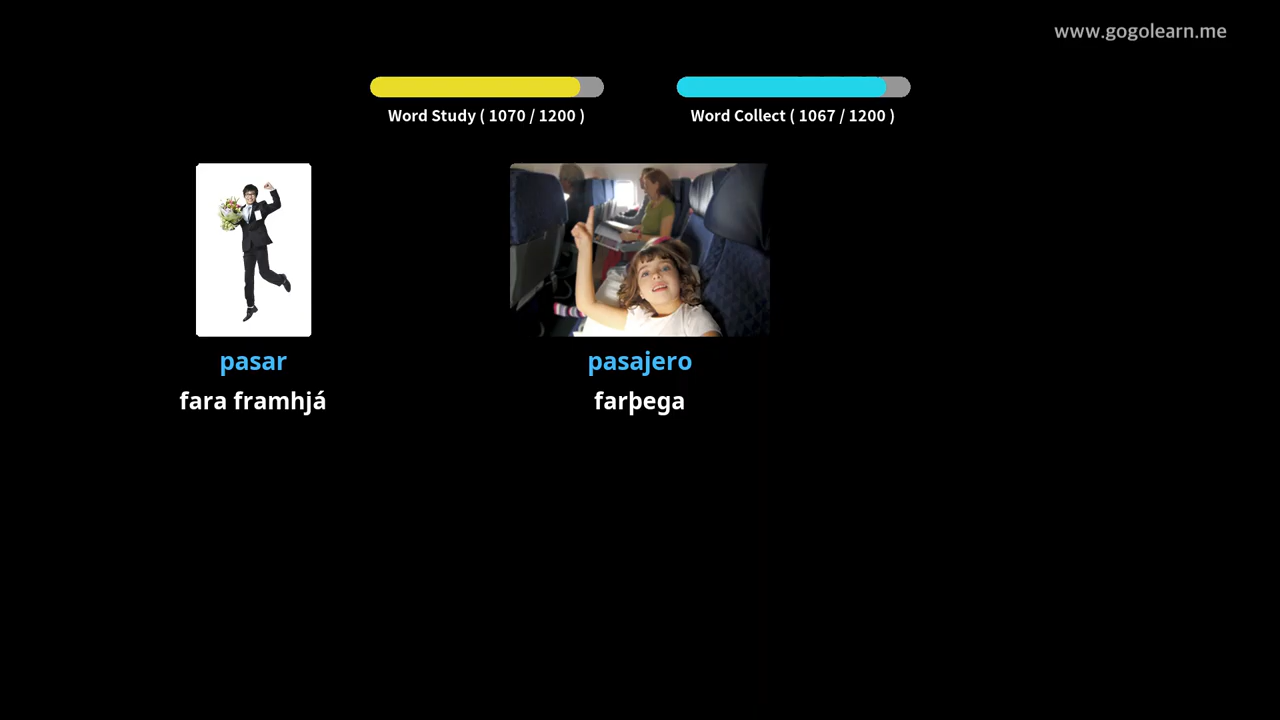 www.gogolearn.me
Word Study ( 1070 / 1200 )
Word Collect ( 1067 / 1200 )
pasar
fara framhjá
pasajero
farþega